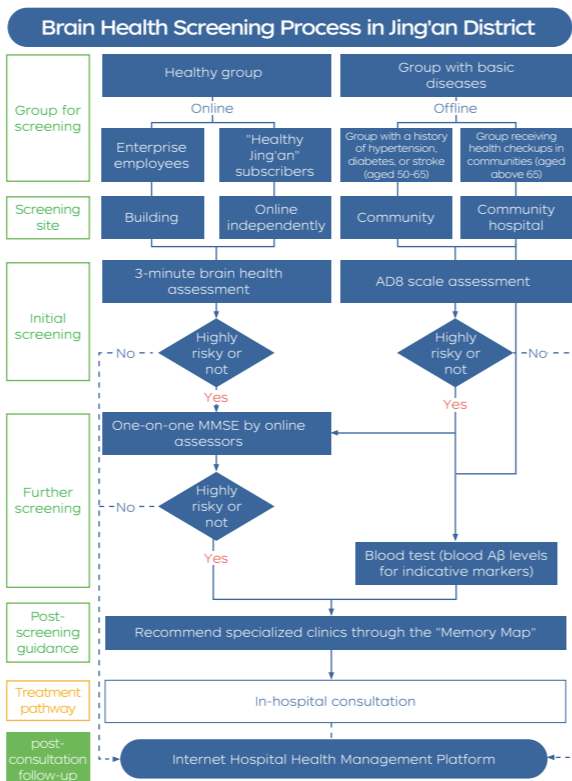 Brain Health Screening Process in Jing'an District
Group for
screening
Healthy group
Group with basic
diseases
Online
Offline
Enterprise
employees
"Healthy
Jing'an"
subscribers
Group with a history
of hypertension,
diabetes, or stroke
(aged 50-65)
Group receiving
health checkups in
communities (aged
above 65)
Screening
site
Building
Online
independently
Community
Community
hospital
Initial
screening
3-minute brain health
assessment
AD8 scale assessment
Highly
risky or
not
Highly
risky or
not
No
No
Yes
Yes
Further
screening
One-on-one MMSE by online
assessors
Highly
risky or
not
No
Yes
Blood test (blood Aβ levels
for indicative markers)
Post-
screening
guidance
Recommend specialized clinics through the "Memory Map"
Treatment
pathway
In-hospital consultation
post-
consultation
follow-up
Internet Hospital Health Management Platform